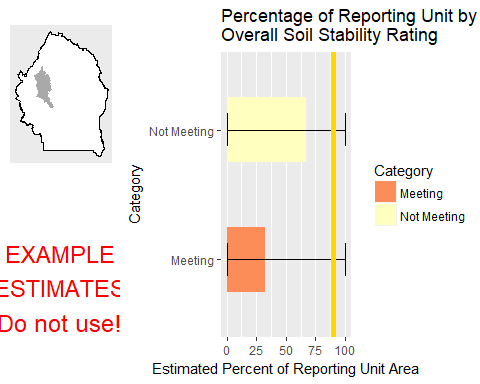 Percentage of Reporting Unit by
Overall Soil Stability Rating
Not Meeting
Meeting
Category
0 25 50 75 100
Estimated Percent of Reporting Unit Area
Category
Meeting
Not Meeting
EXAMPLE
ESTIMATES
Do not use!